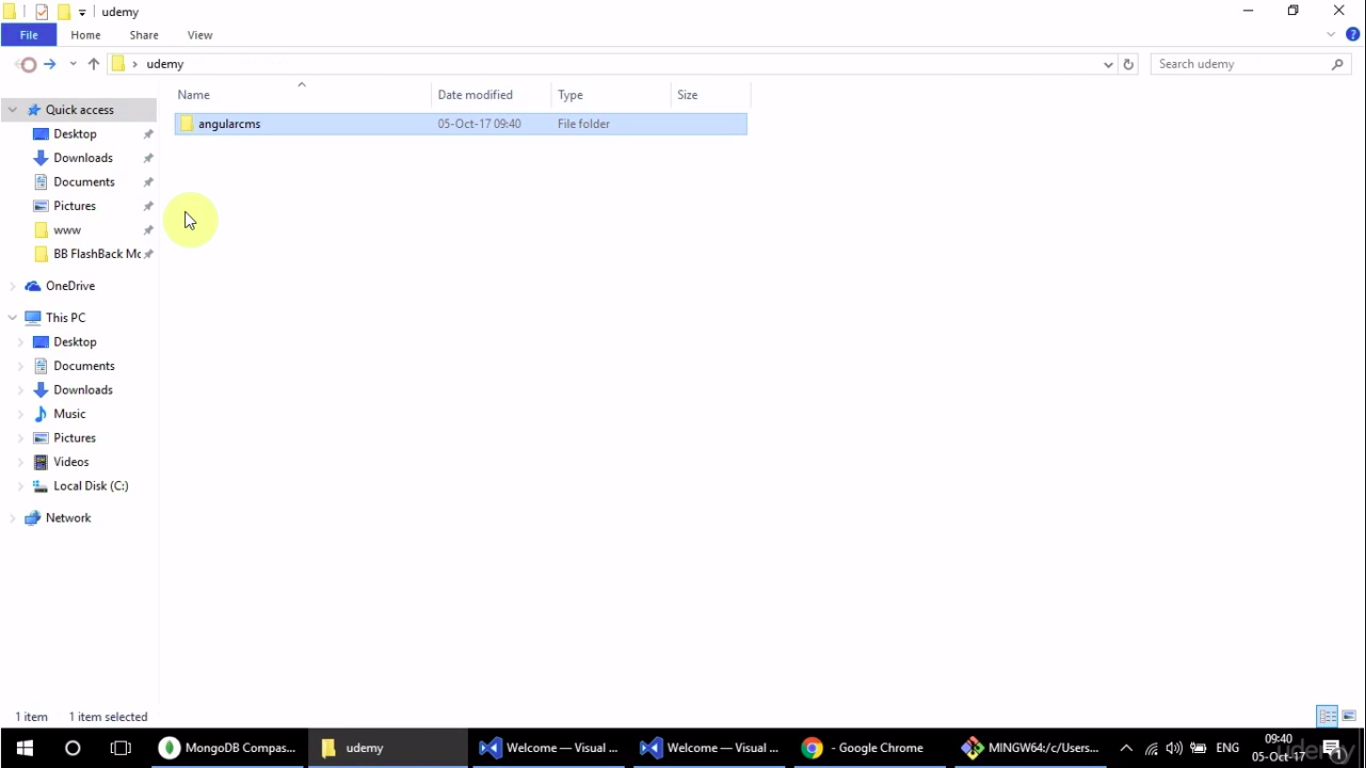 udemy
File Home Share View
udemy Search udemy
Name Date modified Type Size
Quick access
angularcms 05-Oct-17 09:40 File folder
Desktop
Downloads
Documents
Pictures
www
BB FlashBack Mc
OneDrive
This PC
Desktop
Documents
Downloads
Music
Pictures
Videos
Local Disk (C:)
Network
1 item 1 item selected
MongoDB Compas... udemy Welcome — Visual ... Welcome — Visual ... - Google Chrome MINGW64:/c/Users... ENG 09:40
05-Oct-17
udemy
1